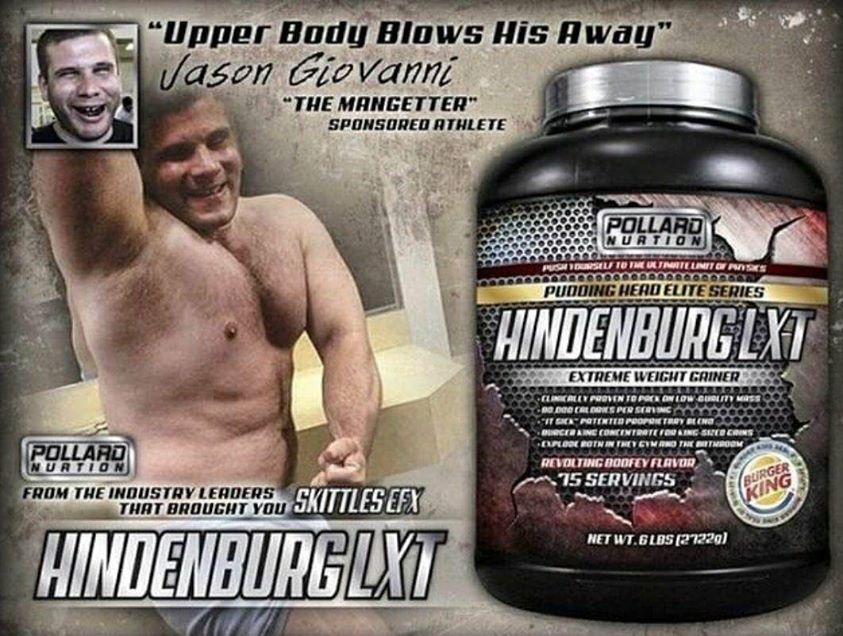 "Upper Body Blows His Away"
Jason Giovanni
"THE MANGETTER"
SPONSORED ATHLETE
POLLARD
NURTION
PUSH YOURSELF TO THE ULTIMATE LIMIT OF PHYSICS
PUDDING HEAD ELITE SERIES
HINDENBURG LXT
EXTREME WEIGHT GAINER
• CLINICALLY PROVEN TO PACK ON LOW-QUALITY MASS
• 80,000 CALORIES PER SERVING
• "IT SICK" PATENTED PROPRIETARY BLEND
• BURGER KING CONCENTRATE FOR KING-SIZED GAINS
• EXPLODE BOTH IN THEY GYM AND THE BATHROOM
REVOLTING BOOFEY FLAVOR
75 SERVINGS
BURGER
KING
NET WT. 6 LBS (2722g)
POLLARD
NURTION
FROM THE INDUSTRY LEADERS
THAT BROUGHT YOU SKITTLES EFX
HINDENBURG LXT